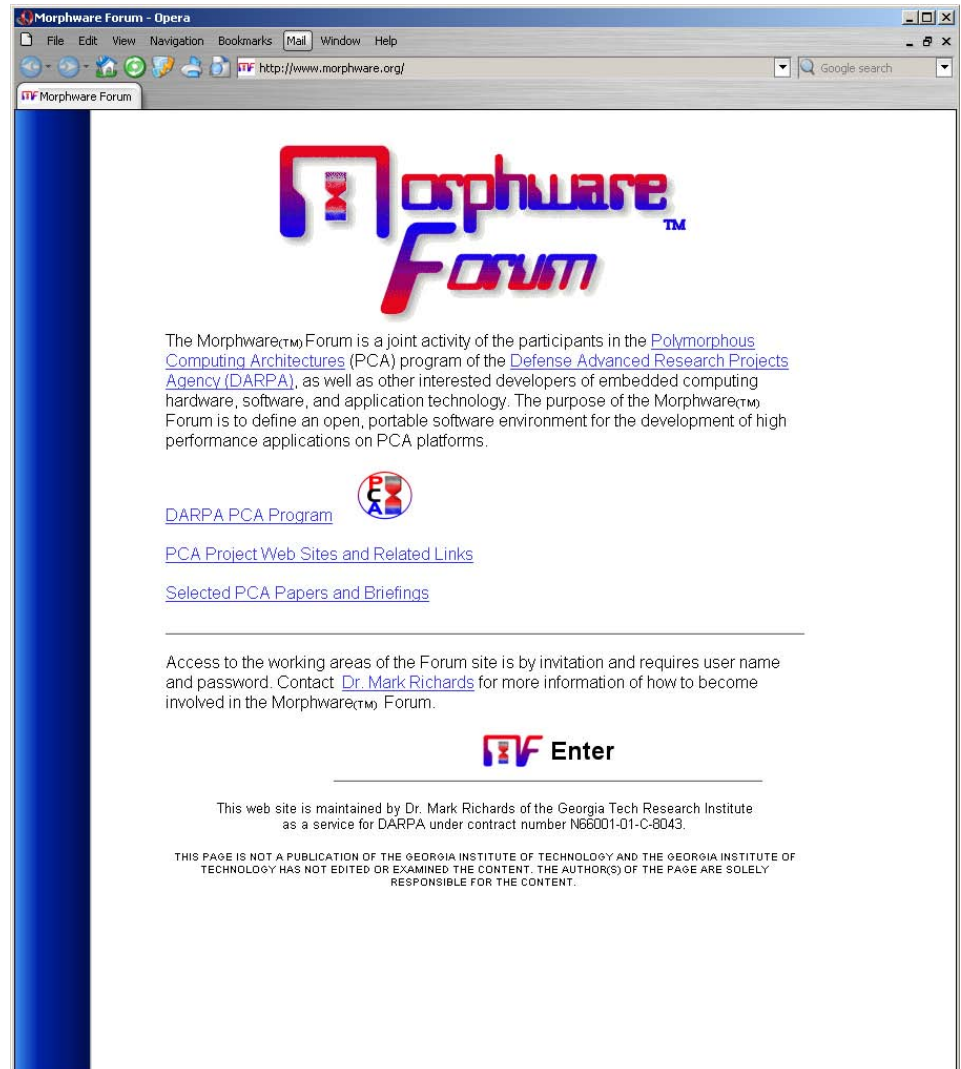 Morphware Forum - Opera
File Edit View Navigation Bookmarks Mail Window Help
http://www.morphware.org/ Google search
MF Morphware Forum
Morphware TM
Forum
The Morphware(TM) Forum is a joint activity of the participants in the Polymorphous
Computing Architectures (PCA) program of the Defense Advanced Research Projects
Agency (DARPA), as well as other interested developers of embedded computing
hardware, software, and application technology. The purpose of the Morphware(TM)
Forum is to define an open, portable software environment for the development of high
performance applications on PCA platforms.
DARPA PCA Program PCA
PCA Project Web Sites and Related Links
Selected PCA Papers and Briefings
Access to the working areas of the Forum site is by invitation and requires user name
and password. Contact Dr. Mark Richards for more information of how to become
involved in the Morphware(TM) Forum.
MF Enter
This web site is maintained by Dr. Mark Richards of the Georgia Tech Research Institute
as a service for DARPA under contract number N66001-01-C-8043.
THIS PAGE IS NOT A PUBLICATION OF THE GEORGIA INSTITUTE OF TECHNOLOGY AND THE GEORGIA INSTITUTE OF
TECHNOLOGY HAS NOT EDITED OR EXAMINED THE CONTENT. THE AUTHOR(S) OF THE PAGE ARE SOLELY
RESPONSIBLE FOR THE CONTENT.